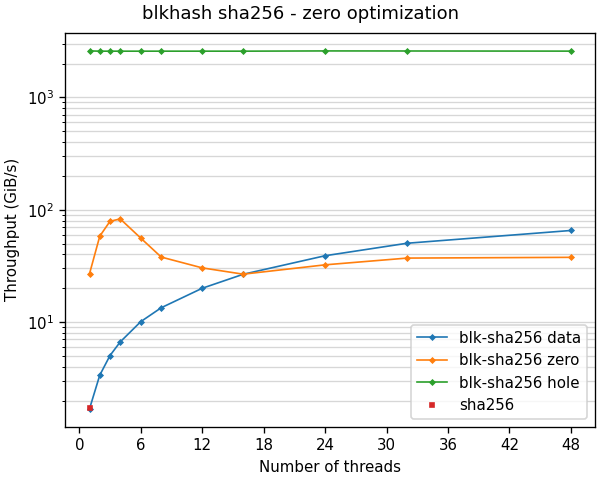 blkhash sha256 - zero optimization
Throughput (GiB/s)
10³
10²
10¹
blk-sha256 data
blk-sha256 zero
blk-sha256 hole
sha256
0 6 12 18 24 30 36 42 48
Number of threads